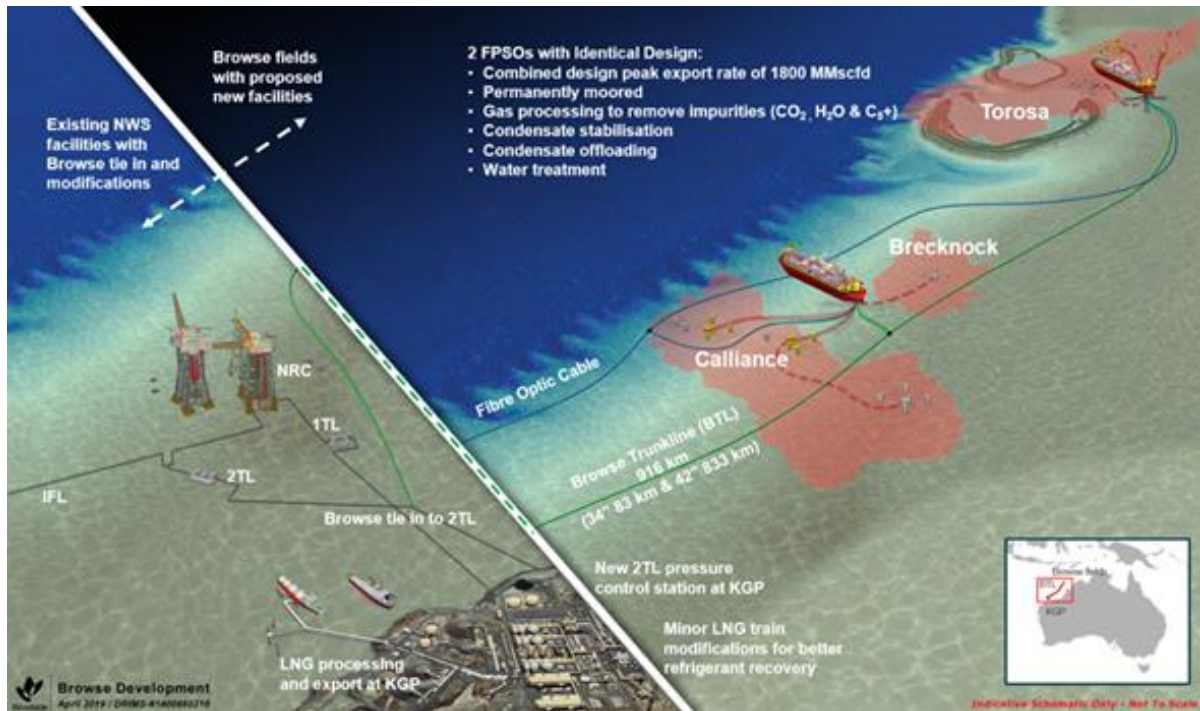 Browse fields
with proposed
new facilities
Existing NWS
facilities with
Browse tie in and
modifications
2 FPSOs with Identical Design:
• Combined design peak export rate of 1800 MMscfd
• Permanently moored
• Gas processing to remove impurities (CO₂, H₂O & C₅+)
• Condensate stabilisation
• Condensate offloading
• Water treatment
Torosa
Brecknock
Calliance
Fibre Optic Cable
Browse Trunkline (BTL)
916 km
(34" 83 km & 42" 833 km)
NRC
1TL
2TL
IFL
Browse tie in to 2TL
New 2TL pressure
control station at KGP
Minor LNG train
modifications for better
refrigerant recovery
LNG processing
and export at KGP
Browse fields
KGP
Woodside
Browse Development
April 2019 /
Indicative Schematic Only - Not To Scale